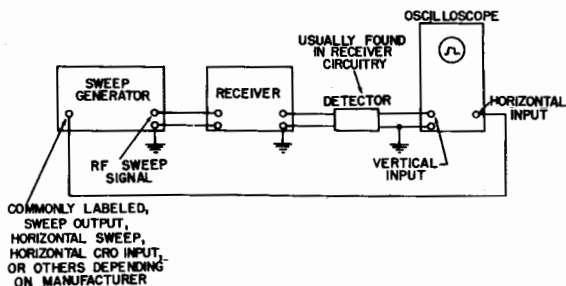 OSCILLOSCOPE
USUALLY FOUND
IN RECEIVER
CIRCUITRY
SWEEP
GENERATOR
RECEIVER
DETECTOR
HORIZONTAL
INPUT
RF SWEEP
SIGNAL
VERTICAL
INPUT
COMMONLY LABELED,
SWEEP OUTPUT,
HORIZONTAL SWEEP,
HORIZONTAL CRO INPUT,
OR OTHERS DEPENDING
ON MANUFACTURER